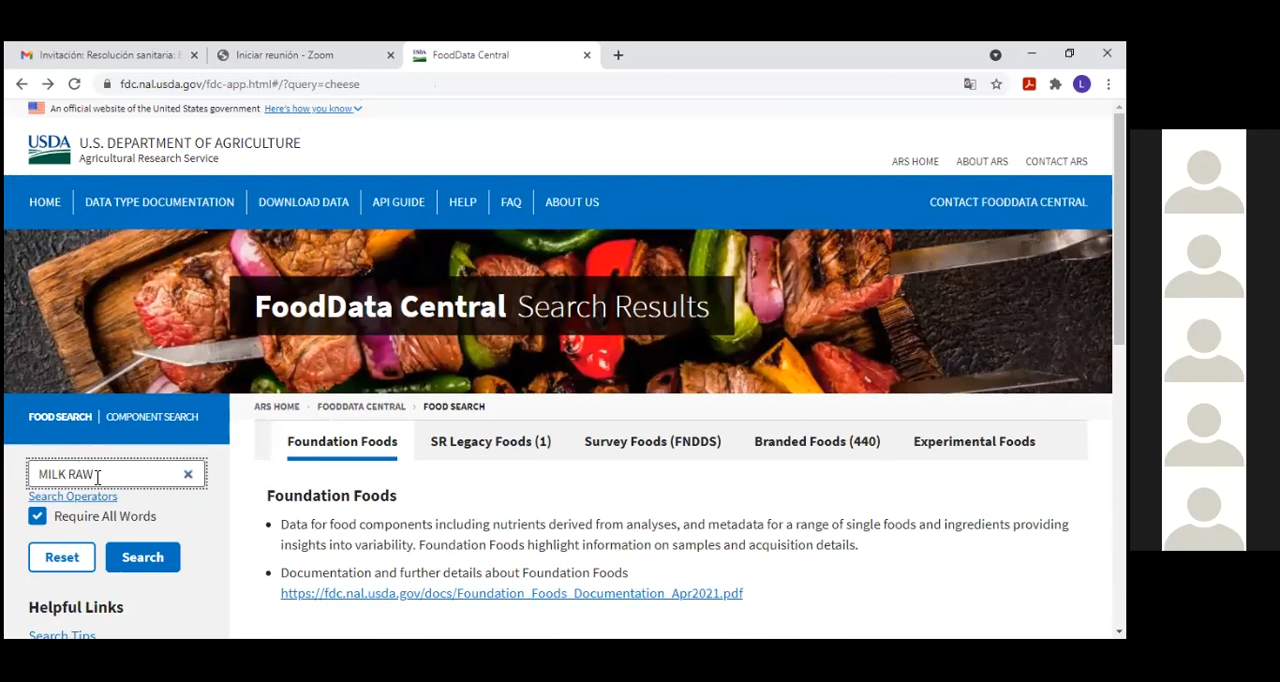 Invitación: Resolución sanitaria:
Iniciar reunión - Zoom
FoodData Central
fdc.nal.usda.gov/fdc-app.html#/?query=cheese
L
An official website of the United States government Here's how you know
USDA U.S. DEPARTMENT OF AGRICULTURE
Agricultural Research Service
ARS HOME ABOUT ARS CONTACT ARS
HOME DATA TYPE DOCUMENTATION DOWNLOAD DATA API GUIDE HELP FAQ ABOUT US CONTACT FOODDATA CENTRAL
FoodData Central Search Results
FOOD SEARCH COMPONENT SEARCH
ARS HOME FOODDATA CENTRAL FOOD SEARCH
Foundation Foods SR Legacy Foods (1) Survey Foods (FNDDS) Branded Foods (440) Experimental Foods
MILK RAW
Search Operators
Require All Words
Reset Search
Helpful Links
Search Tips
Foundation Foods
Data for food components including nutrients derived from analyses, and metadata for a range of single foods and ingredients providing
insights into variability. Foundation Foods highlight information on samples and acquisition details.
Documentation and further details about Foundation Foods
https://fdc.nal.usda.gov/docs/Foundation_Foods_Documentation_Apr2021.pdf